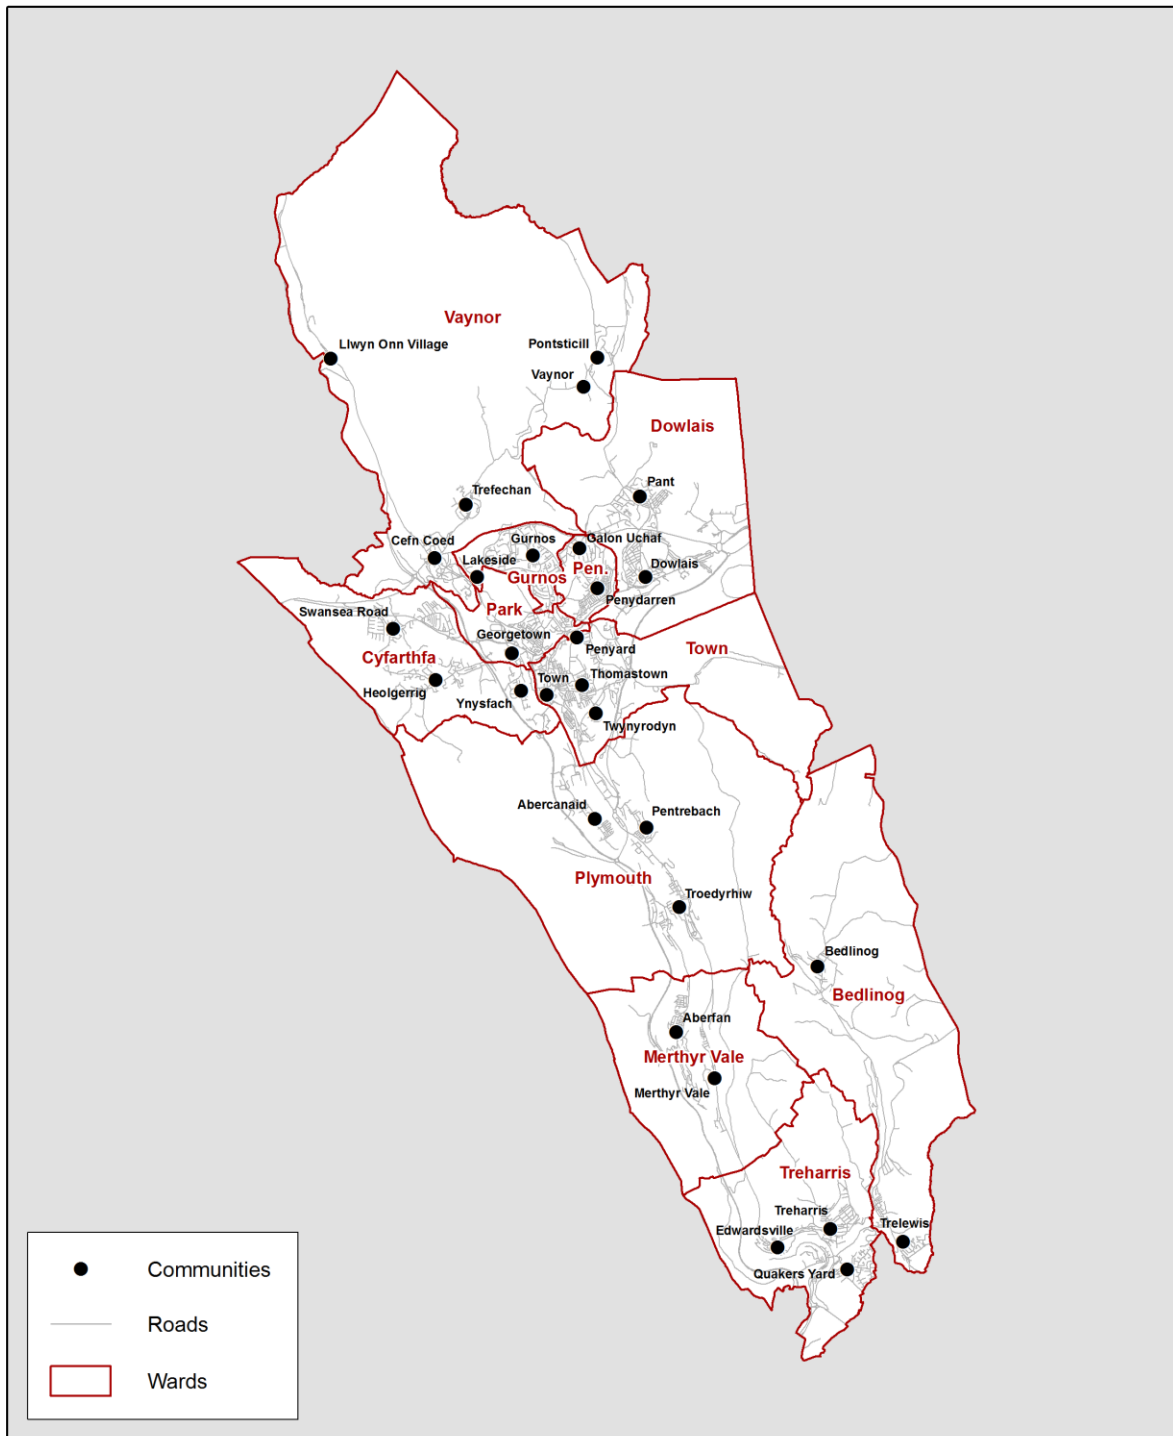 Vaynor
Llwyn Onn Village
Pontsticill
Vaynor
Dowlais
Pant
Trefechan
Cefn Coed
Gurnos
Galon Uchaf
Lakeside
Gurnos
Pen.
Dowlais
Penydarren
Park
Swansea Road
Georgetown
Penyard
Town
Cyfarthfa
Heolgerrig
Ynysfach
Town
Thomastown
Twynyrodyn
Abercanaid
Pentrebach
Plymouth
Troedyrhiw
Bedlinog
Bedlinog
Aberfan
Merthyr Vale
Merthyr Vale
Treharris
Treharris
Edwardsville
Trelewis
Quakers Yard
Communities
Roads
Wards